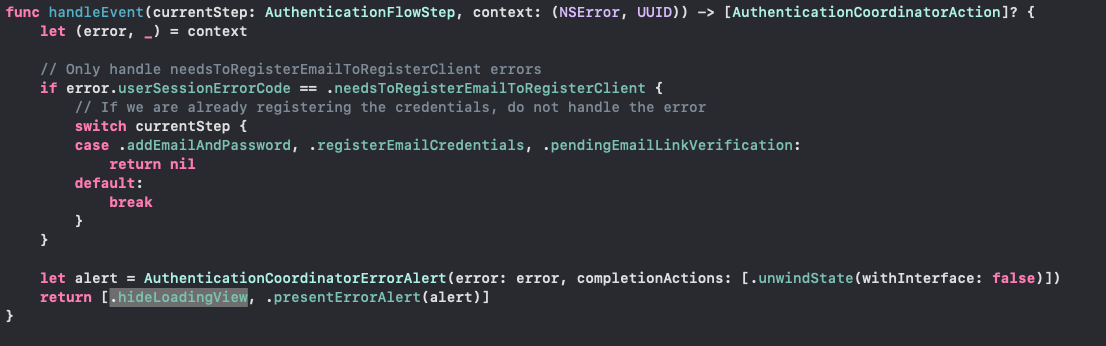 func handleEvent(currentStep: AuthenticationFlowStep, context: (NSError, UUID)) -> [AuthenticationCoordinatorAction]? {
    let (error, _) = context

    // Only handle needsToRegisterEmailToRegisterClient errors
    if error.userSessionErrorCode == .needsToRegisterEmailToRegisterClient {
        // If we are already registering the credentials, do not handle the error
        switch currentStep {
        case .addEmailAndPassword, .registerEmailCredentials, .pendingEmailLinkVerification:
            return nil
        default:
            break
        }
    }

    let alert = AuthenticationCoordinatorErrorAlert(error: error, completionActions: [.unwindState(withInterface: false)])
    return [.hideLoadingView, .presentErrorAlert(alert)]
}